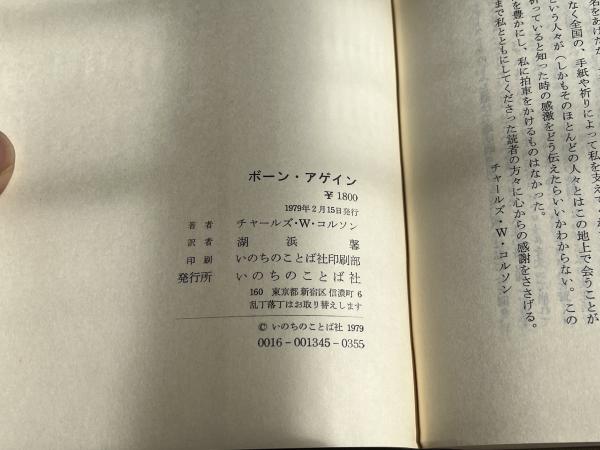 ボーン・アゲイン
¥1800
1979年2月15日発行
著者 チャールズ・W・コルソン
訳者 湖浜馨
印刷 いのちのことば社印刷部
発行所 いのちのことば社
160 東京都新宿区信濃町6
乱丁落丁はお取り替えします
© いのちのことば社 1979
0016-001345-0355
なく全国の、手紙や祈りによって私を支えて
という人々が(しかもそのほとんどの人々とはこの地上で会うことが
祈っていると知った時の感激をどう伝えたらいいかわからない。この
を豊かにし、私に拍車をかけるものはなかった。
まで私とともにしてくださった読者の方々に心からの感謝をささげる。
チャールズ・W・コルソン